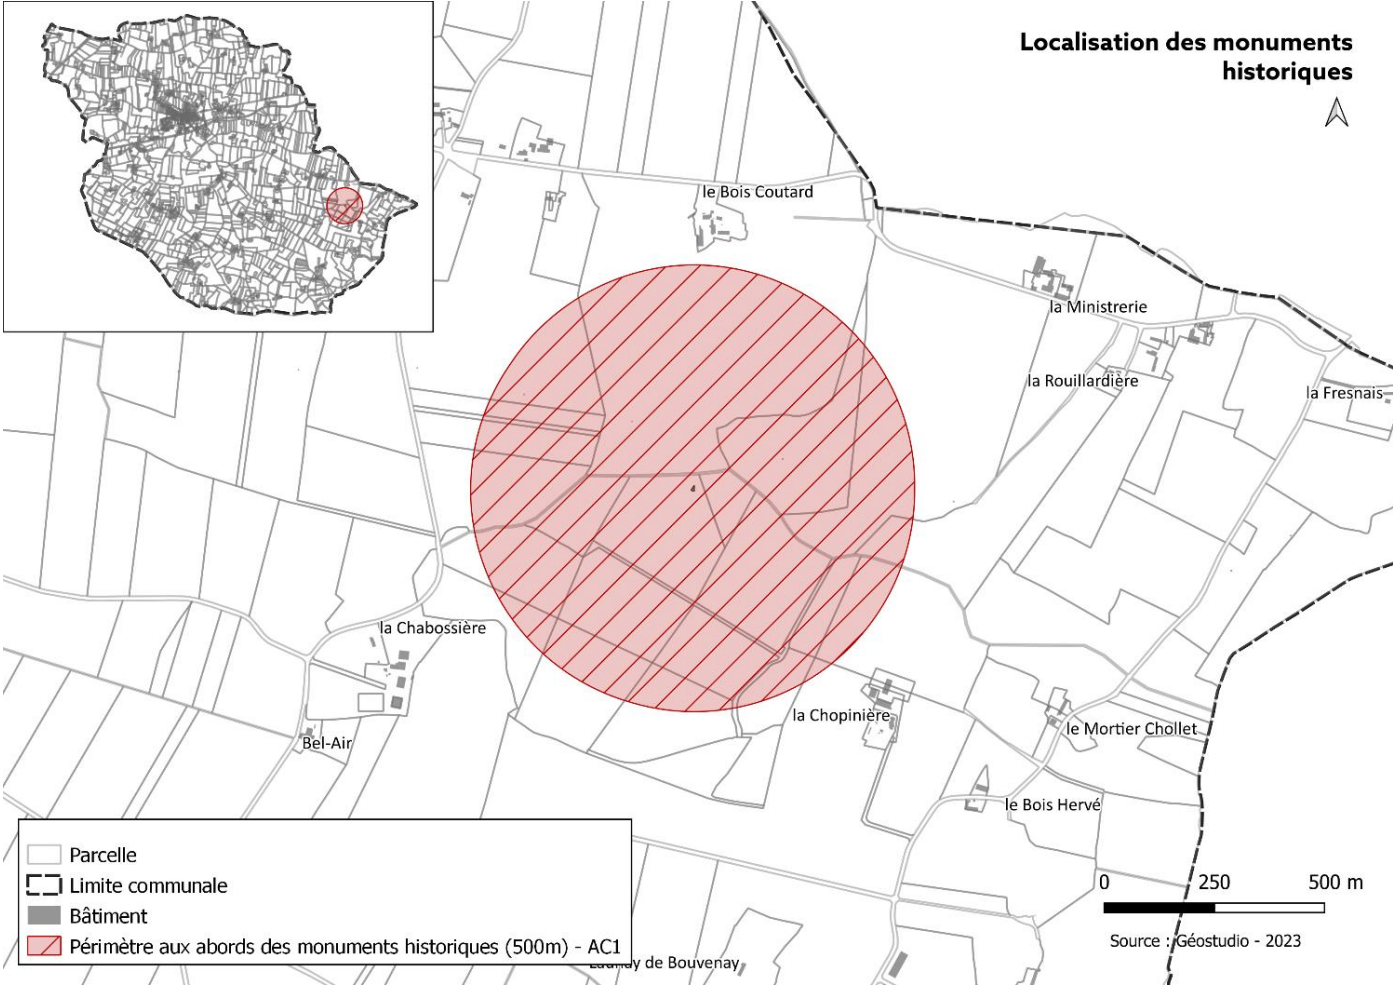 Localisation des monuments
historiques
le Bois Coutard
la Ministrerie
la Rouillardière
la Fresnais
la Chabossière
la Chopinière
le Mortier Chollet
Bel-Air
le Bois Hervé
Parcelle
Limite communale
Bâtiment
Périmètre aux abords des monuments historiques (500m) - AC1
0 250 500 m
Source : Géostudio - 2023
de Bouvenay